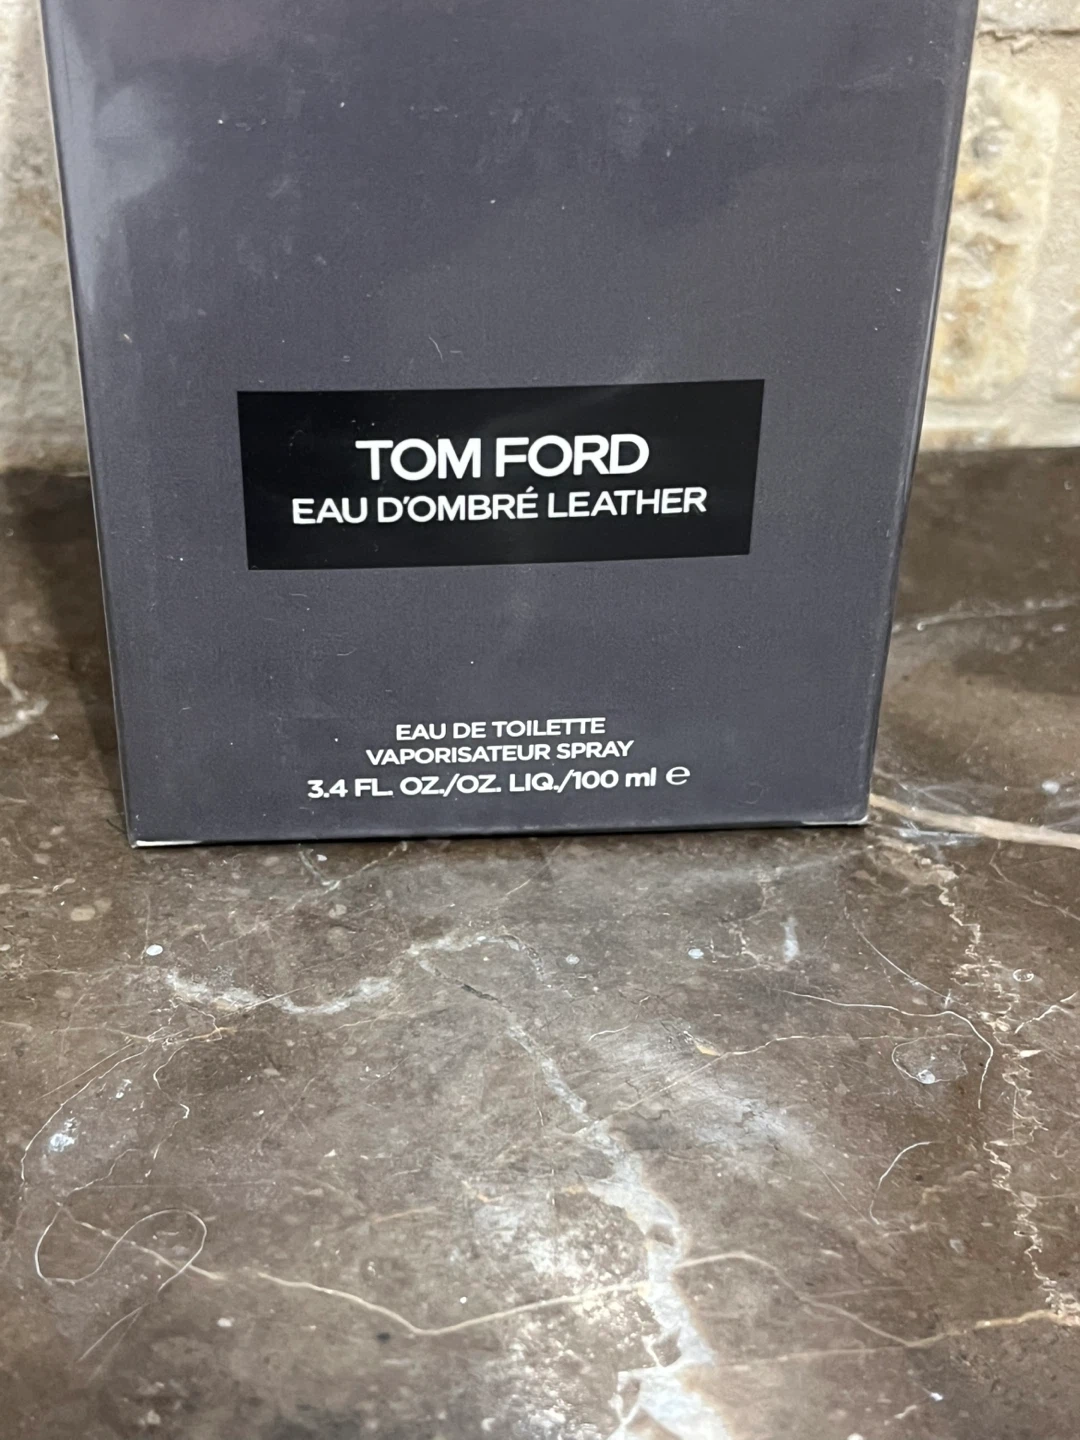 TOM FORD
EAU D'OMBRÉ LEATHER
EAU DE TOILETTE
VAPORISATEUR SPRAY
3.4 FL. OZ./OZ. LIQ./100 ml ℮